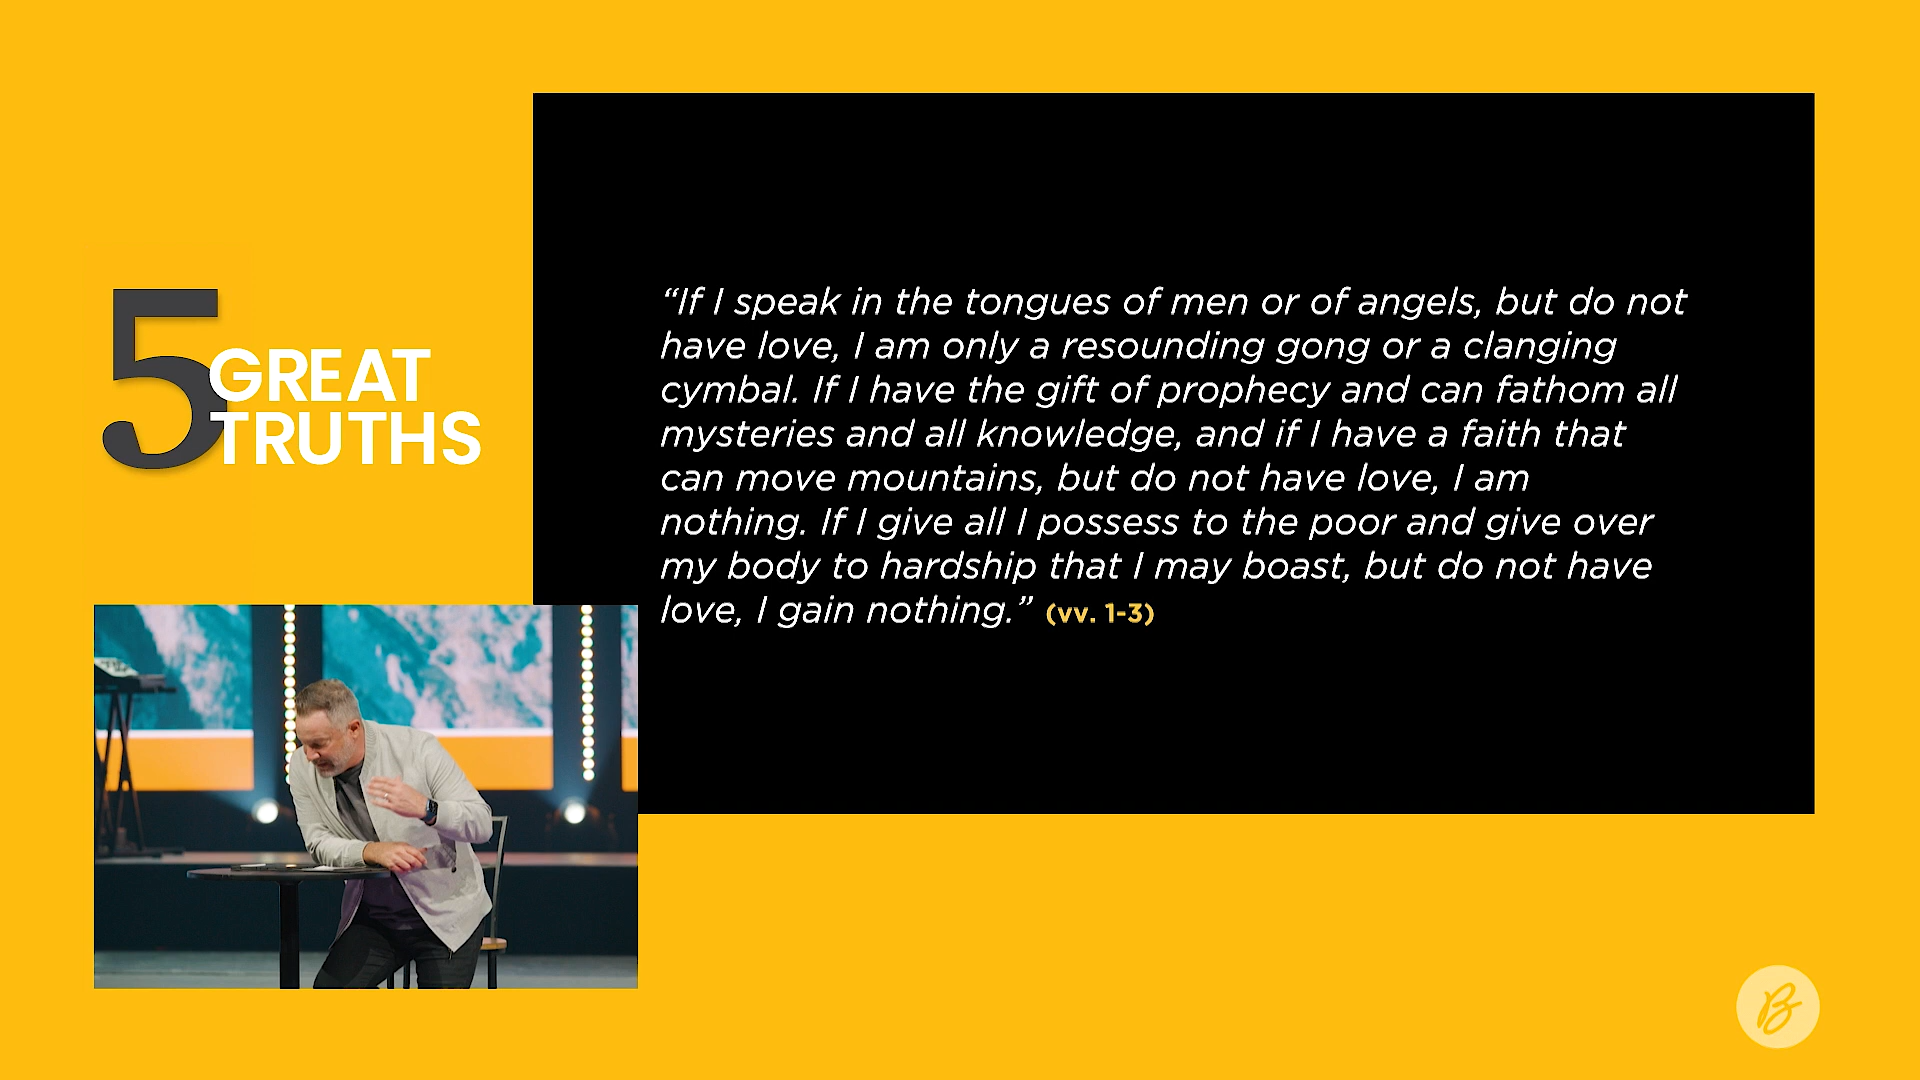 5 GREAT
TRUTHS
“If I speak in the tongues of men or of angels, but do not
have love, I am only a resounding gong or a clanging
cymbal. If I have the gift of prophecy and can fathom all
mysteries and all knowledge, and if I have a faith that
can move mountains, but do not have love, I am
nothing. If I give all I possess to the poor and give over
my body to hardship that I may boast, but do not have
love, I gain nothing.” (vv. 1-3)
B